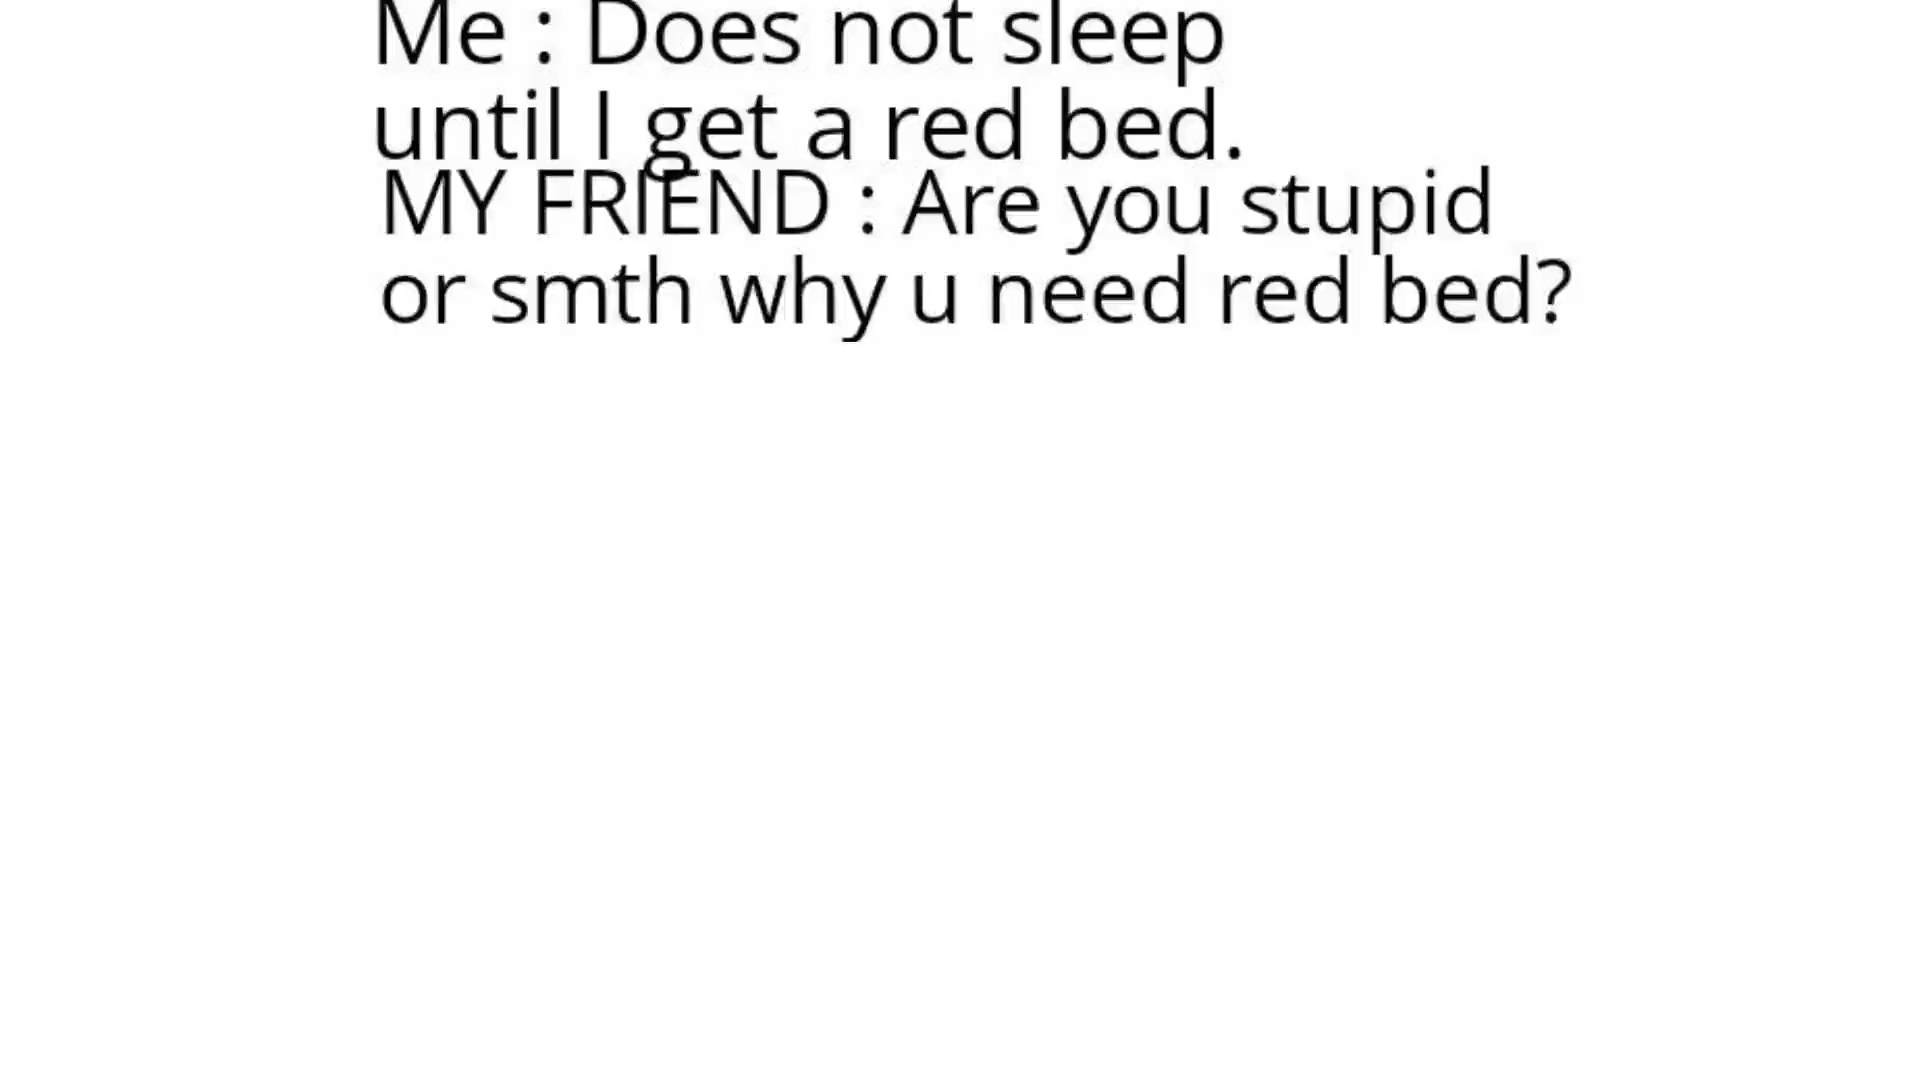 Me : Does not sleep
until I get a red bed.
MY FRIEND : Are you stupid
or smth why u need red bed?